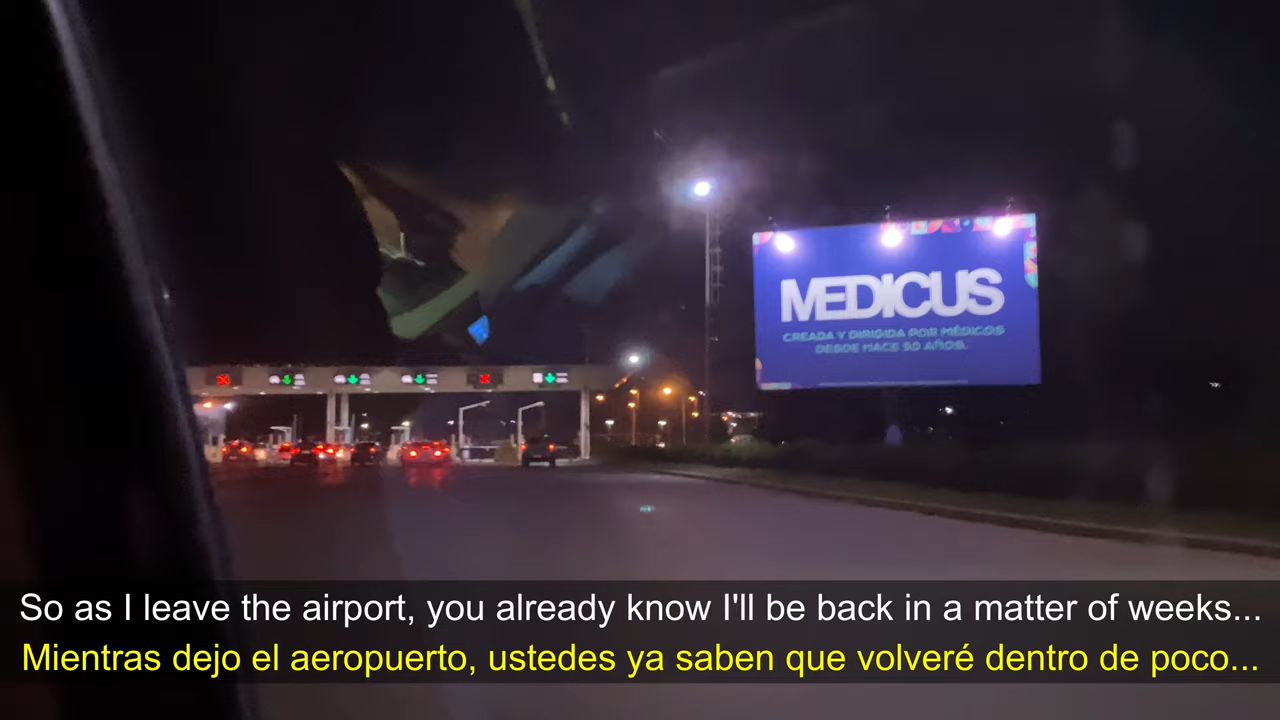 MEDICUS
CREADA Y DIRIGIDA POR MÉDICOS
DESDE HACE 50 AÑOS.
So as I leave the airport, you already know I'll be back in a matter of weeks...
Mientras dejo el aeropuerto, ustedes ya saben que volveré dentro de poco...